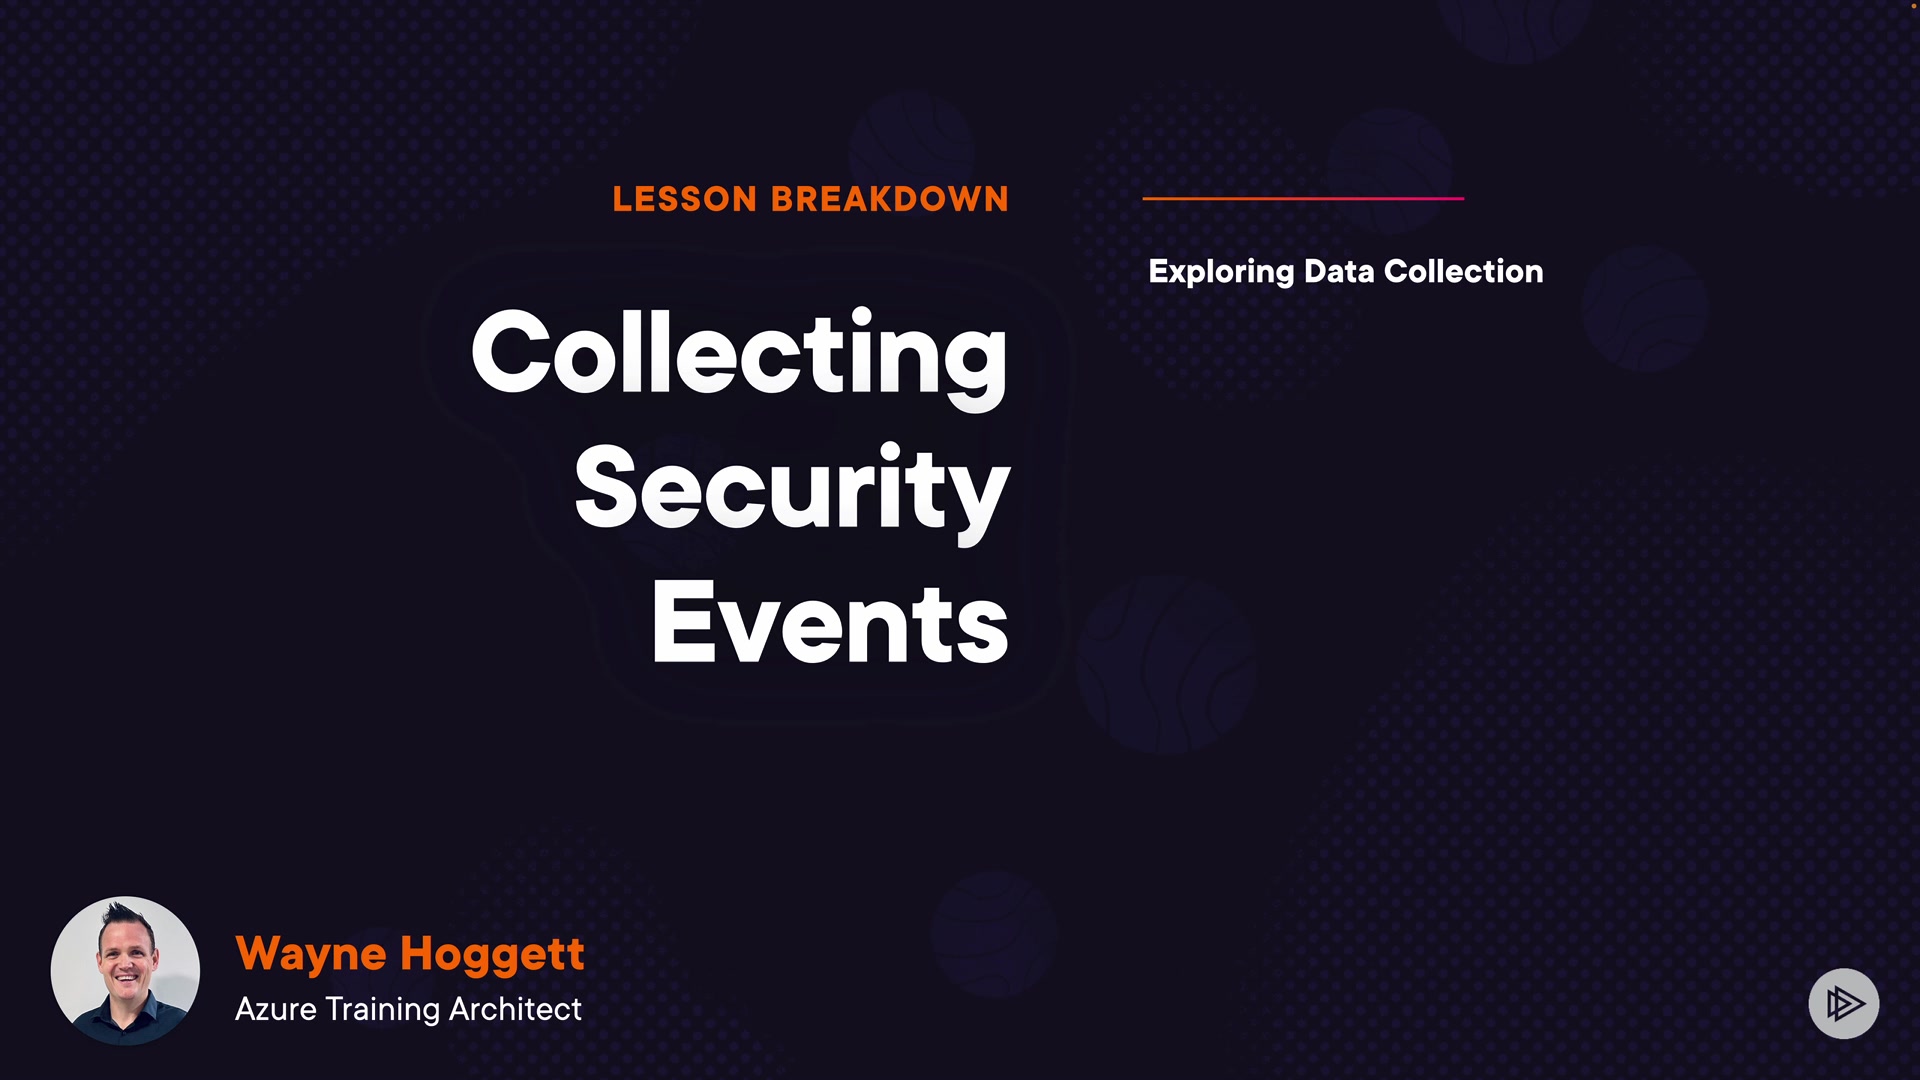 LESSON BREAKDOWN
Collecting
Security
Events
Exploring Data Collection
Wayne Hoggett
Azure Training Architect